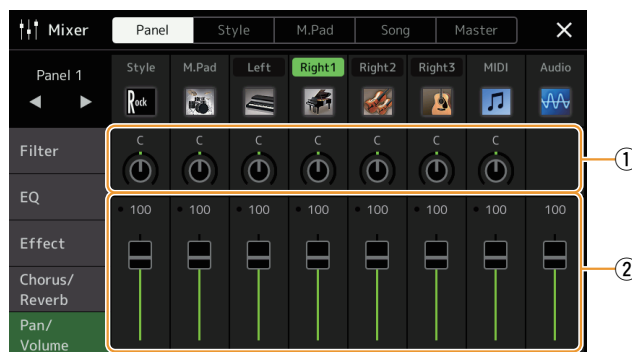 Mixer Panel Style M.Pad Song Master
Panel 1 Style M.Pad Left Right1 Right2 Right3 MIDI Audio
Rock
Filter C C C C C C C
①
EQ 100 100 100 100 100 100 100 100
Effect
②
Chorus/
Reverb
Pan/
Volume